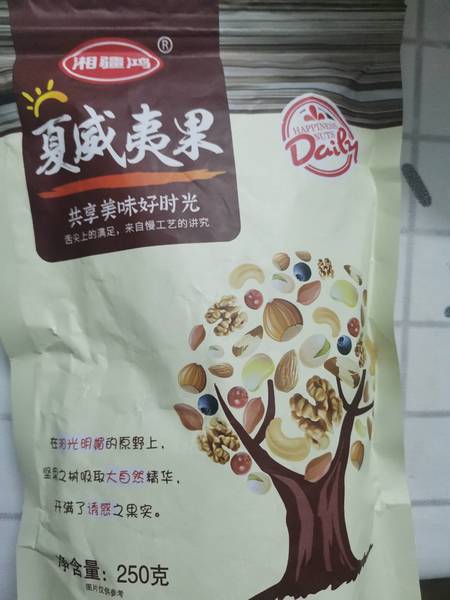 湘疆鸿®
夏威夷果
共享美味好时光
舌尖上的满足，来自慢工艺的讲究
HAPPINESS
NUTS
Daily
在阳光明媚的原野上，
坚果之树吸取大自然精华，
开满了诱惑之果实。
净含量：250克
图片仅供参考